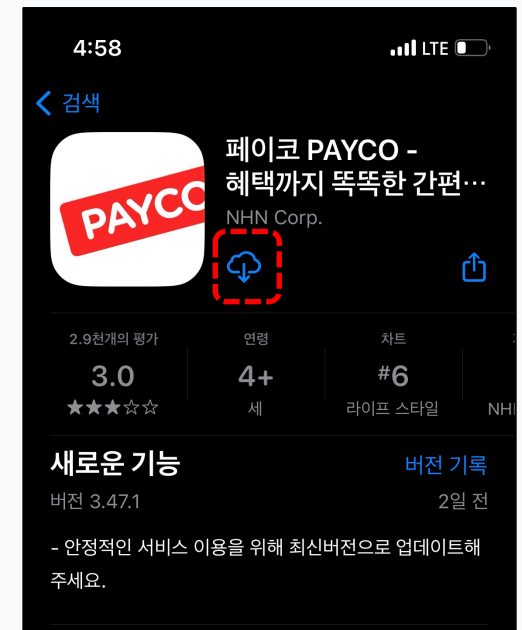 4:58
LTE
검색
PAYCO
페이코 PAYCO -
혜택까지 똑똑한 간편…
NHN Corp.
2.9천개의 평가
연령
차트
3.0
4+
#6
세
라이프 스타일
NH
새로운 기능
버전 기록
버전 3.47.1
2일 전
- 안정적인 서비스 이용을 위해 최신버전으로 업데이트해
주세요.